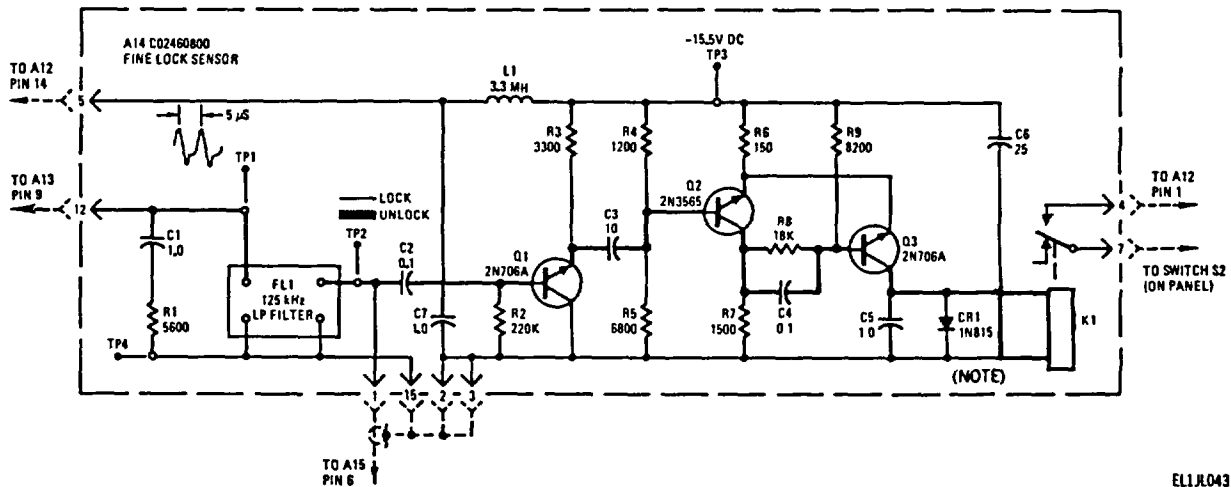 A14 C02460800
FINE LOCK SENSOR
TO A12
PIN 14
5
5 µS
TP1
TO A13
PIN 9
12
C1
1.0
R1
5600
TP4
FL1
125 kHz
LP FILTER
LOCK
UNLOCK
TP2
C2
0.1
C7
1.0
R2
220K
L1
3.3 MH
Q1
2N706A
R3
3300
C3
10
R4
1200
R5
6800
-15.5V DC
TP3
R6
150
Q2
2N3565
R8
18K
C4
0.1
R7
1500
R9
8200
Q3
2N706A
C5
1.0
CR1
1N815
(NOTE)
C6
25
K1
4
TO A12
PIN 1
7
TO SWITCH S2
(ON PANEL)
1
15
2
3
TO A15
PIN 6
EL1JL043